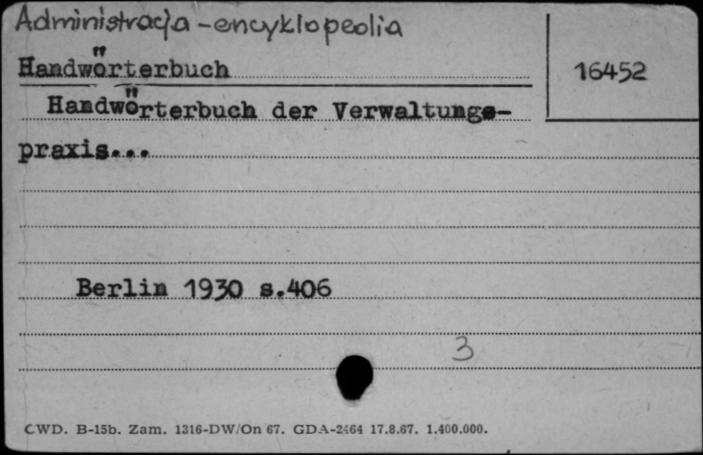 Administracja - encyklopedia
Handwörterbuch
16452
Handwörterbuch der Verwaltungs-
praxis...
Berlin 1930 s.406
3
CWD. B-15b. Zam. 1316-DW/On 67. GDA-2464 17.8.67. 1.400.000.